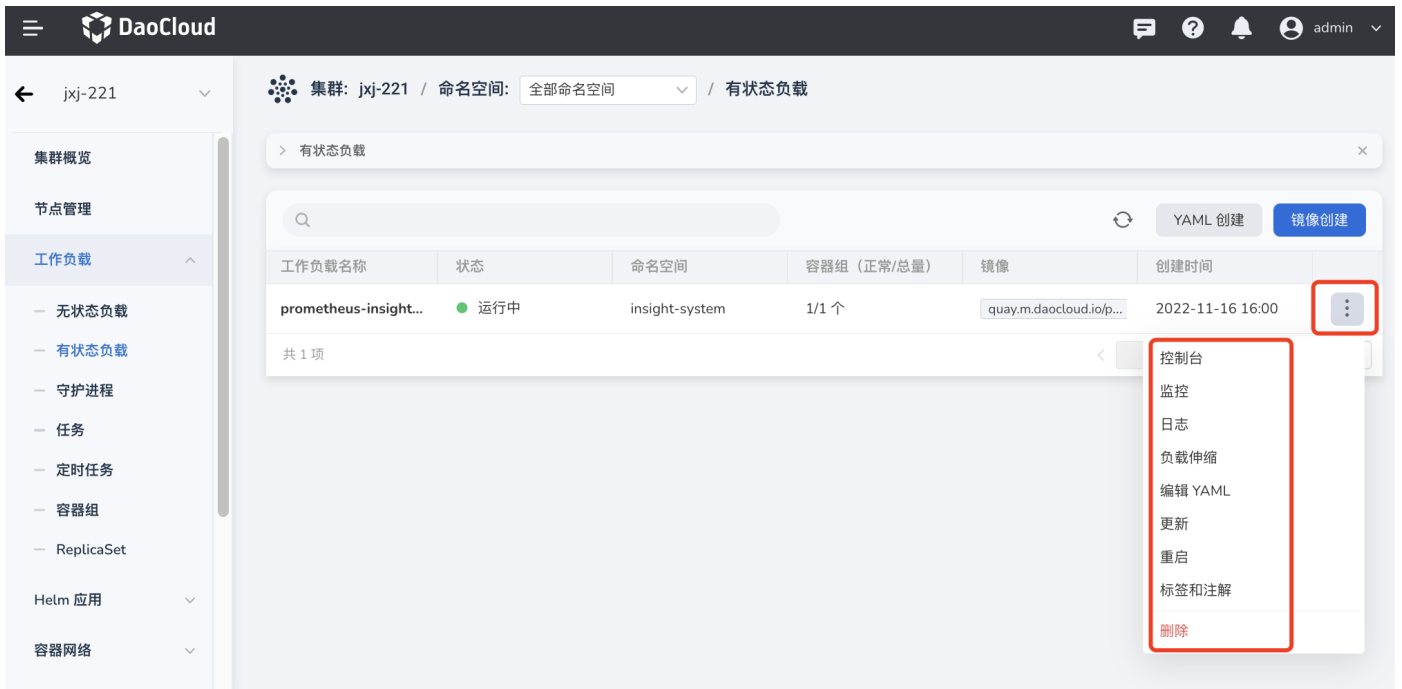 DaoCloud
admin
jxj-221
集群: jxj-221 / 命名空间: 全部命名空间 / 有状态负载
集群概览
节点管理
工作负载
无状态负载
有状态负载
守护进程
任务
定时任务
容器组
ReplicaSet
Helm 应用
容器网络
有状态负载
YAML 创建
镜像创建
工作负载名称 状态 命名空间 容器组（正常/总量） 镜像 创建时间
prometheus-insight... 运行中 insight-system 1/1 个 quay.m.daocloud.io/p... 2022-11-16 16:00
共 1 项
控制台
监控
日志
负载伸缩
编辑 YAML
更新
重启
标签和注解
删除